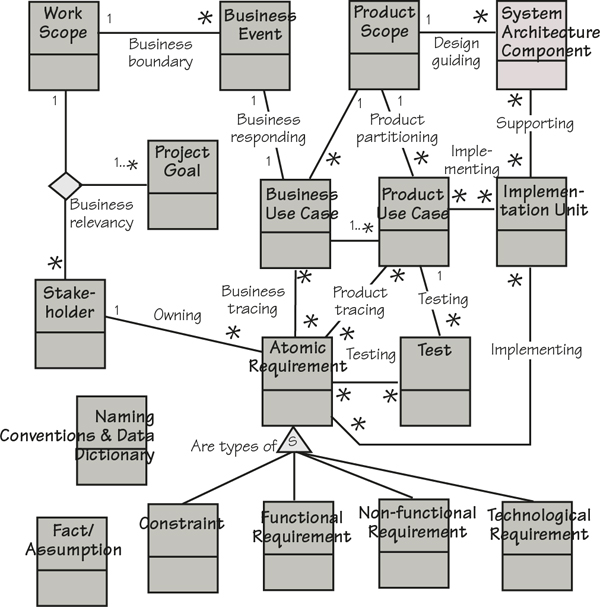 Work
Scope
1
*
Business
boundary
Business
Event
Product
Scope
1
*
Design
guiding
System
Architecture
Component
1
1
1
1
*
Business
responding
Product
partitioning
Supporting
1..*
Project
Goal
1
*
*
Imple-
menting
*
Business
relevancy
Business
Use Case
1..*
Product
Use Case
*
*
Implemen-
tation Unit
*
Stake-
holder
1
Owning
*
Business
tracing
*
*
Product
tracing
*
*
1
Testing
*
*
Implementing
Atomic
Requirement
Testing
*
*
Test
*
Naming
Conventions & Data
Dictionary
Are types of
S
Fact/
Assumption
Constraint
Functional
Requirement
Non-functional
Requirement
Technological
Requirement